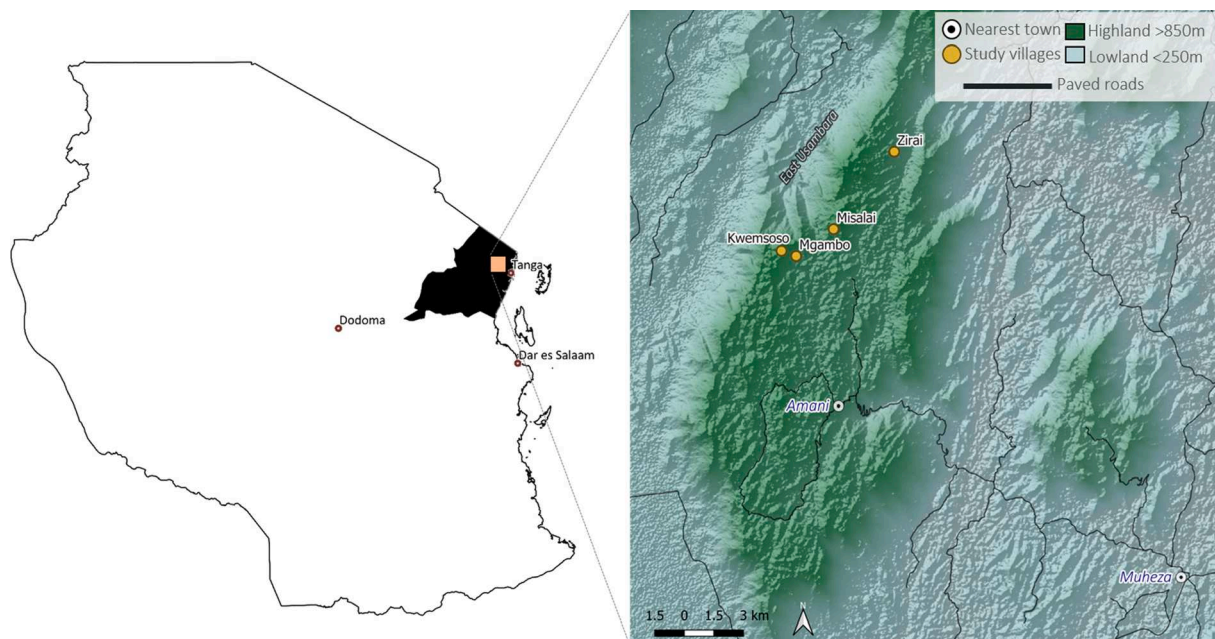 Tanga
Dodoma
Dar es Salaam
Nearest town
Highland >850m
Study villages
Lowland <250m
Paved roads
East Usambara
Zirai
Misalai
Kwemsoso
Mgambo
Amani
Muheza
1.5 0 1.5 3 km
N